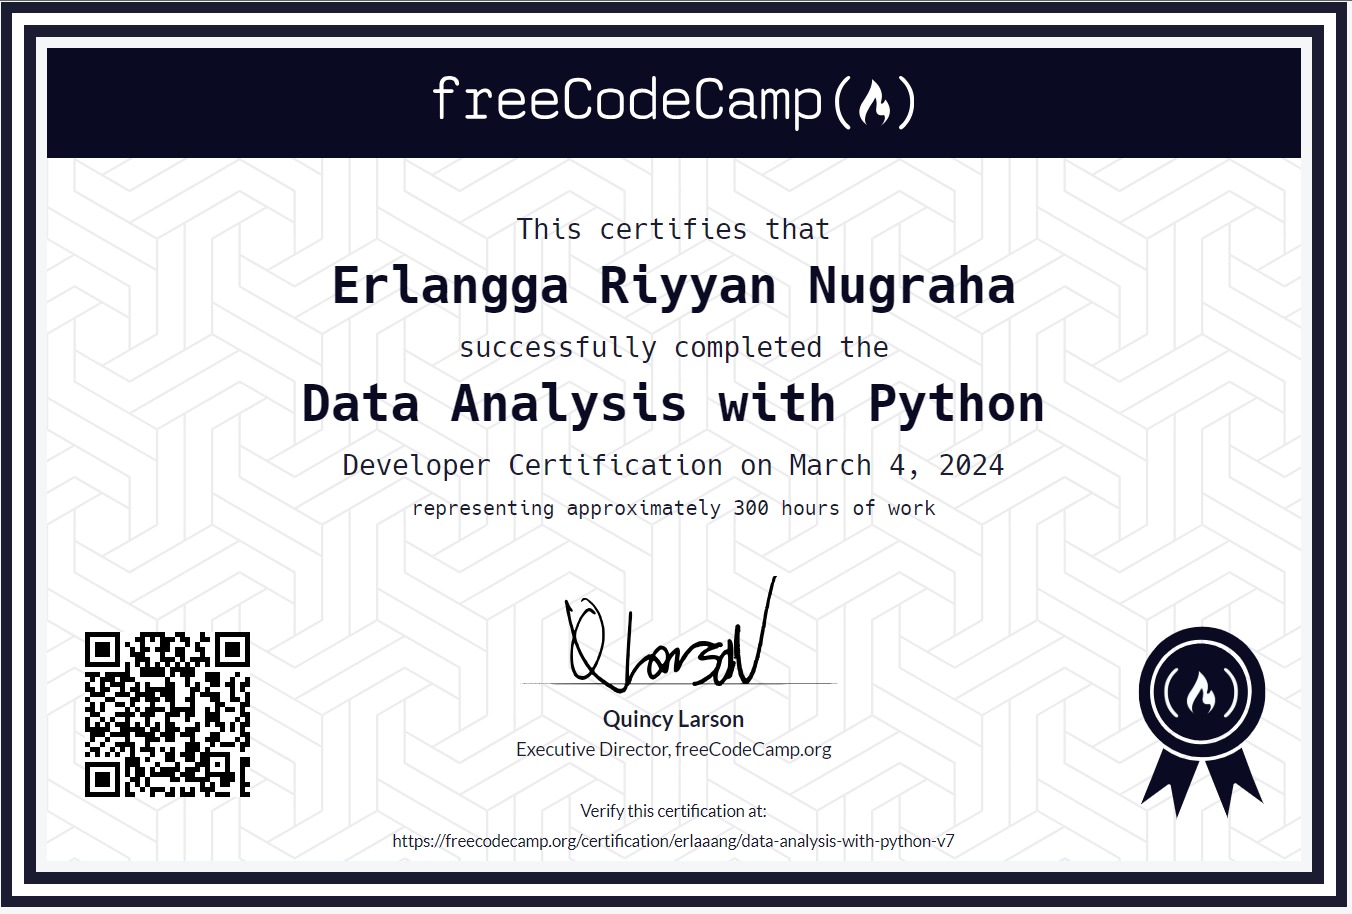 freeCodeCamp
This certifies that
Erlangga Riyyan Nugraha
successfully completed the
Data Analysis with Python
Developer Certification on March 4, 2024
representing approximately 300 hours of work
Quincy Larson
Executive Director, freeCodeCamp.org
Verify this certification at:
https://freecodecamp.org/certification/erlaaang/data-analysis-with-python-v7